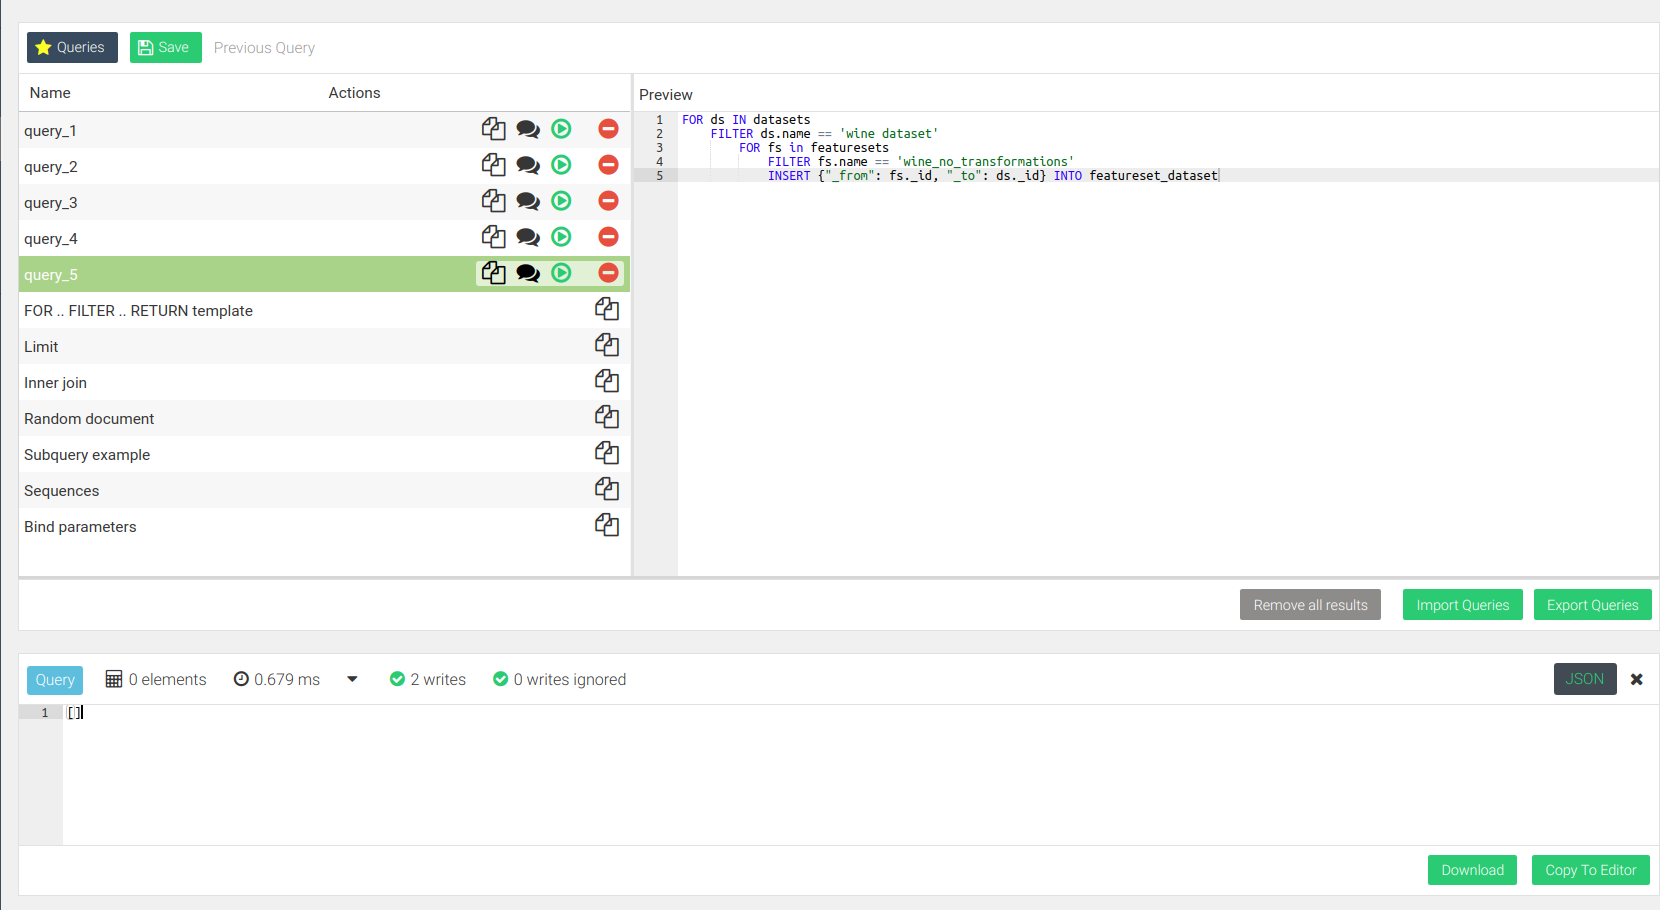 Queries Save Previous Query
Name Actions
Preview
query_1
query_2
query_3
query_4
query_5
FOR .. FILTER .. RETURN template
Limit
Inner join
Random document
Subquery example
Sequences
Bind parameters
1 FOR ds IN datasets
2 FILTER ds.name == 'wine dataset'
3 FOR fs in featuresets
4 FILTER fs.name == 'wine_no_transformations'
5 INSERT {"_from": fs._id, "_to": ds._id} INTO featureset_dataset
Remove all results Import Queries Export Queries
Query 0 elements 0.679 ms 2 writes 0 writes ignored JSON
1 []
Download Copy To Editor